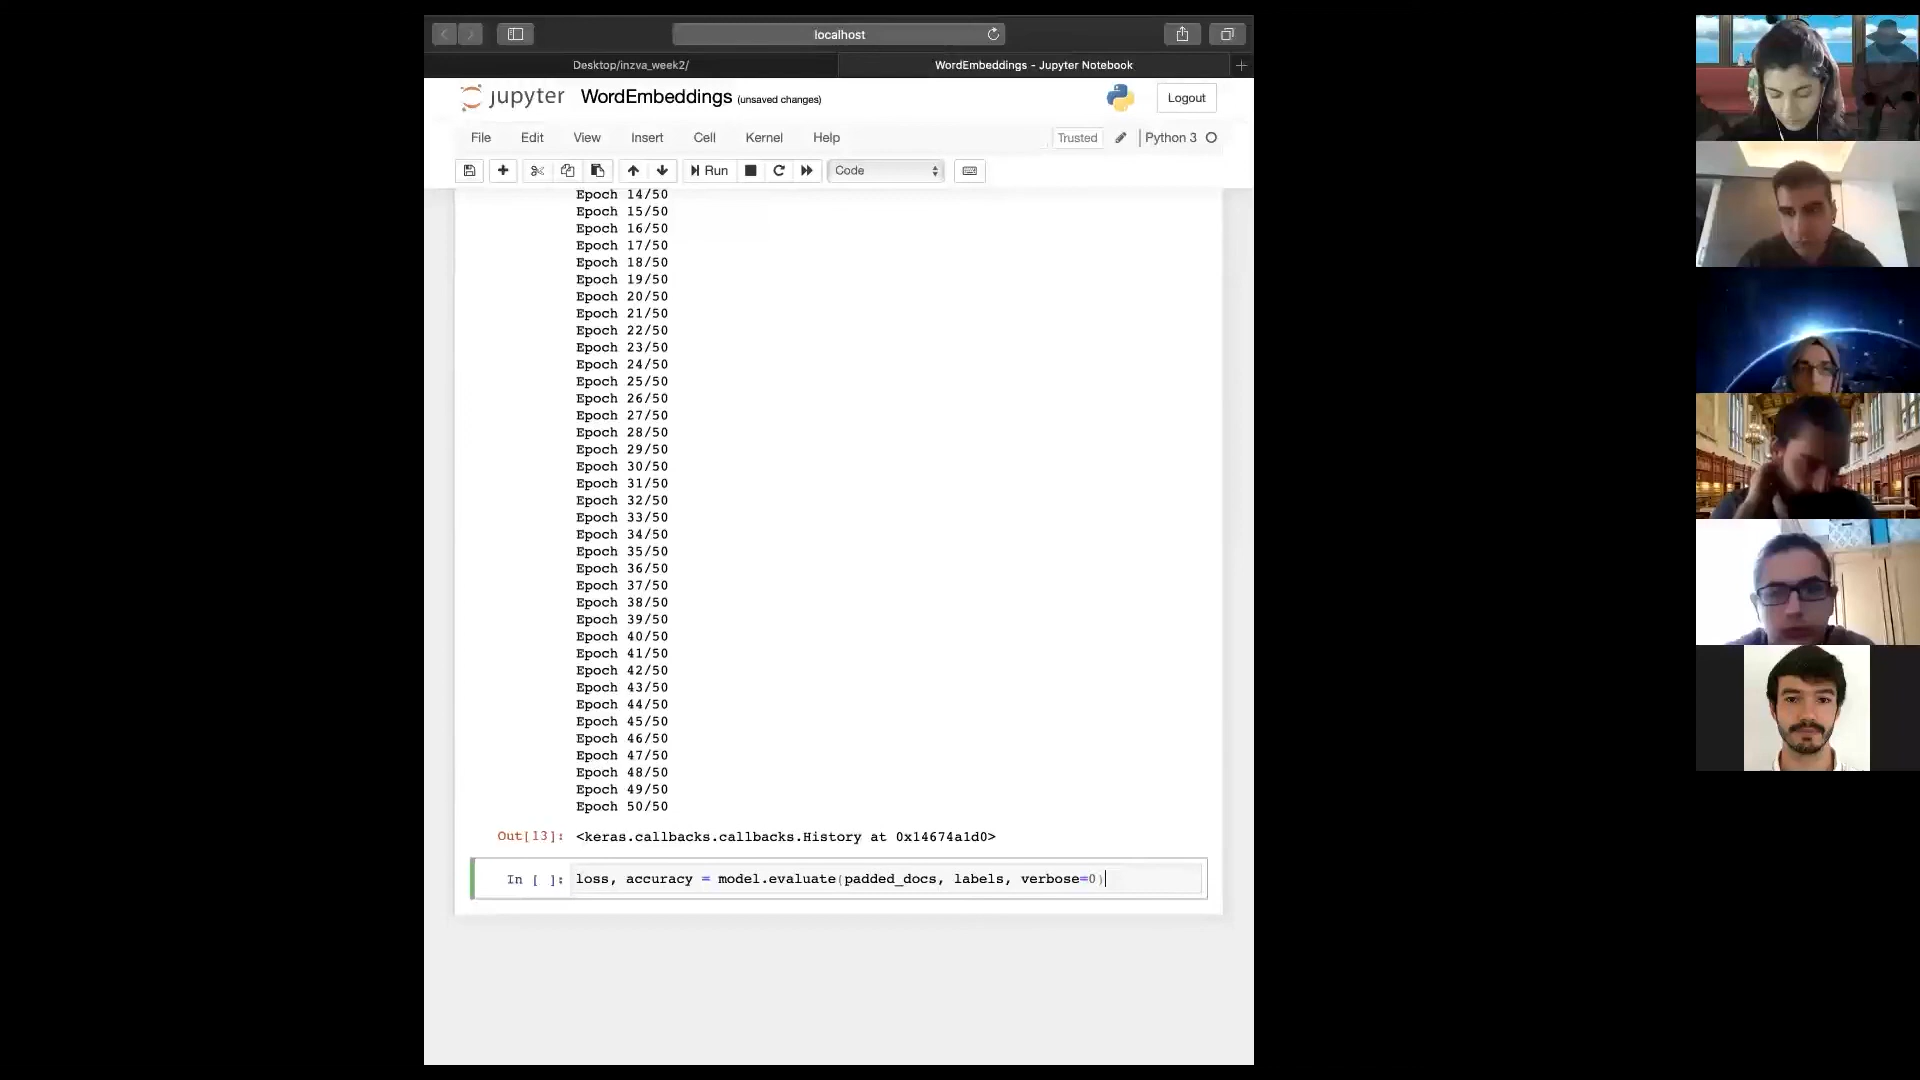 localhost
Desktop/inzva_week2/
WordEmbeddings - Jupyter Notebook
jupyter WordEmbeddings (unsaved changes)
Logout
File Edit View Insert Cell Kernel Help
Trusted Python 3
Run Code
Epoch 14/50
Epoch 15/50
Epoch 16/50
Epoch 17/50
Epoch 18/50
Epoch 19/50
Epoch 20/50
Epoch 21/50
Epoch 22/50
Epoch 23/50
Epoch 24/50
Epoch 25/50
Epoch 26/50
Epoch 27/50
Epoch 28/50
Epoch 29/50
Epoch 30/50
Epoch 31/50
Epoch 32/50
Epoch 33/50
Epoch 34/50
Epoch 35/50
Epoch 36/50
Epoch 37/50
Epoch 38/50
Epoch 39/50
Epoch 40/50
Epoch 41/50
Epoch 42/50
Epoch 43/50
Epoch 44/50
Epoch 45/50
Epoch 46/50
Epoch 47/50
Epoch 48/50
Epoch 49/50
Epoch 50/50
Out[13]: <keras.callbacks.callbacks.History at 0x14674a1d0>
In [ ]: loss, accuracy = model.evaluate(padded_docs, labels, verbose=0)